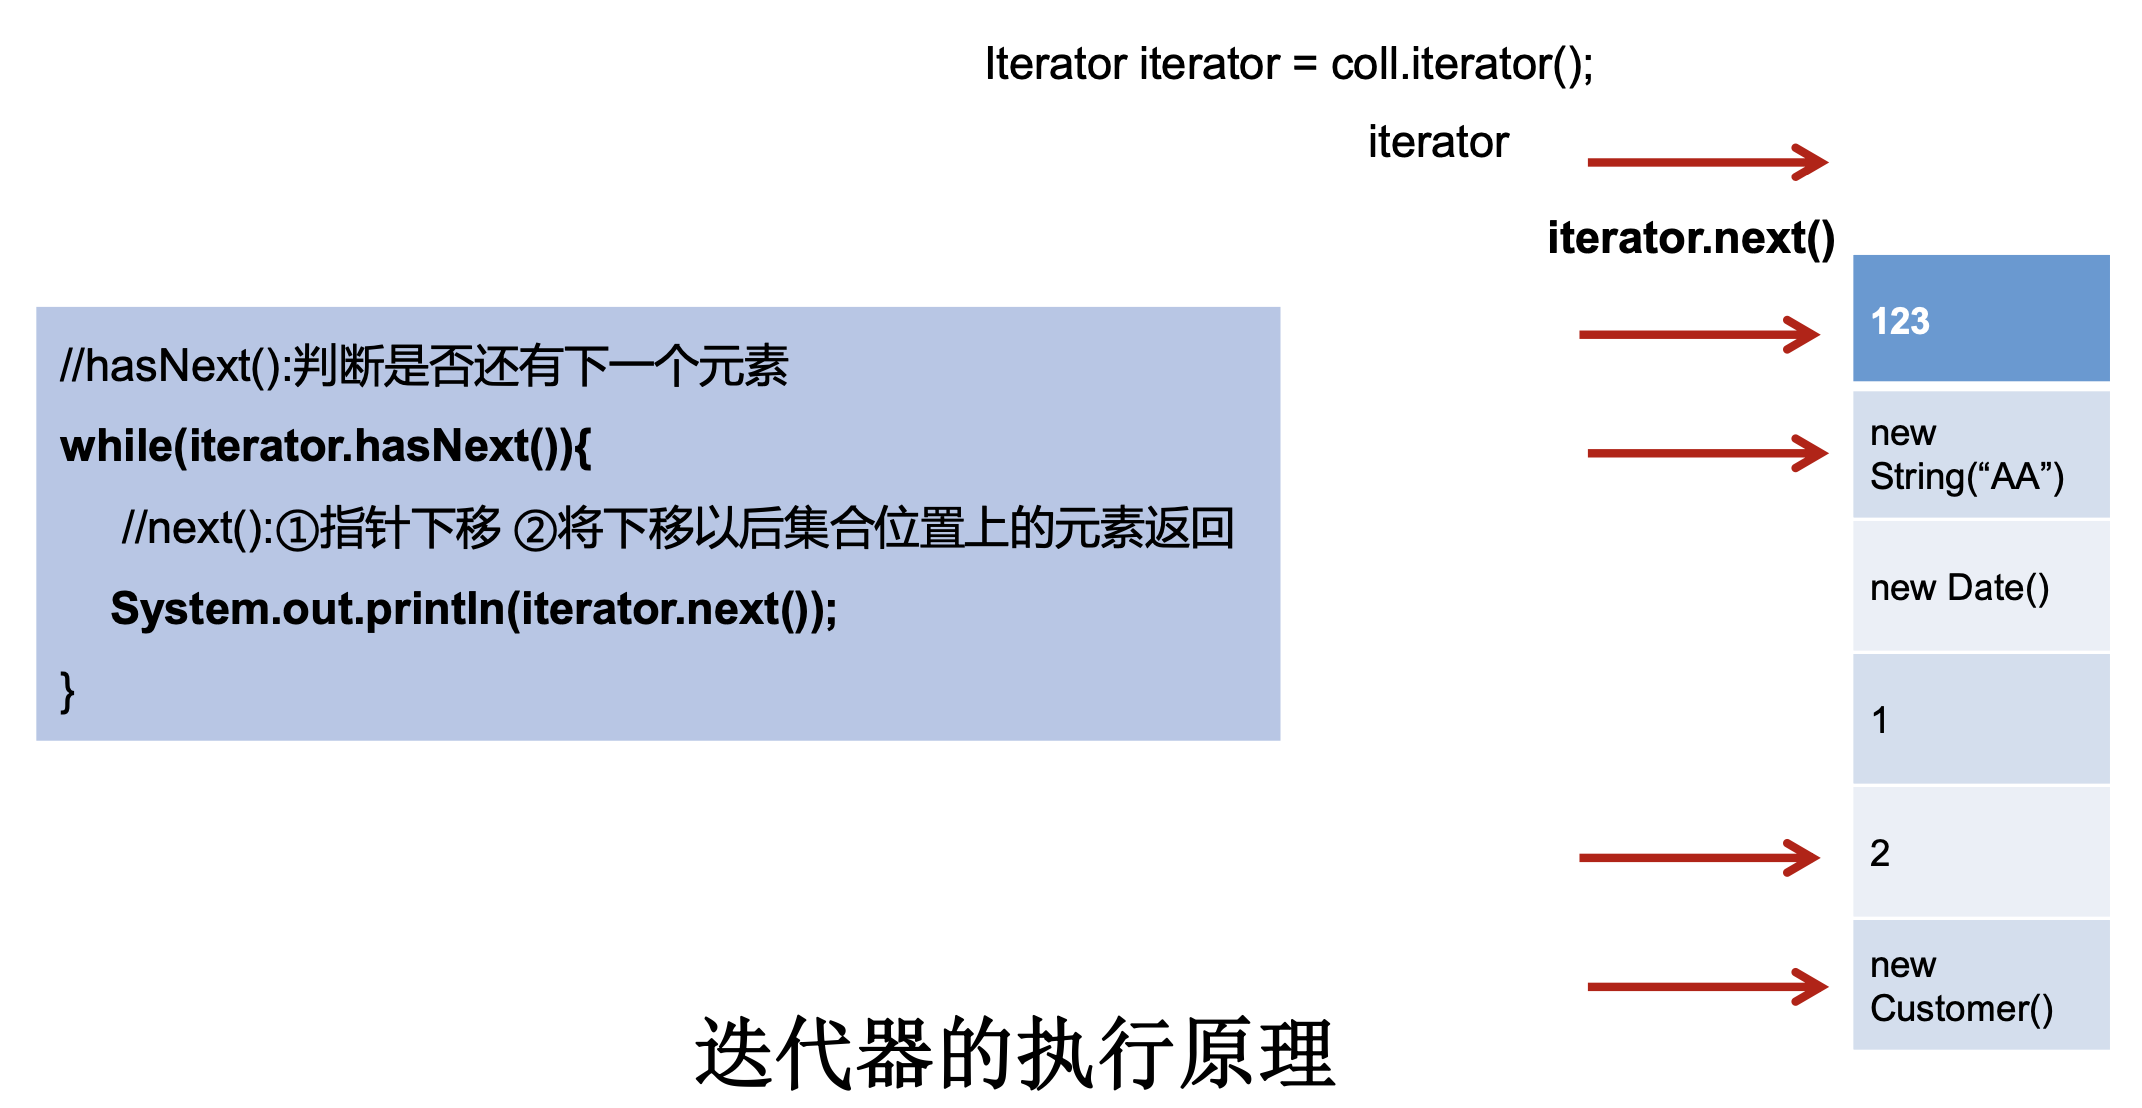 Iterator iterator = coll.iterator();
iterator
iterator.next()
//hasNext():判断是否还有下一个元素
while(iterator.hasNext()){
//next():①指针下移 ②将下移以后集合位置上的元素返回
System.out.println(iterator.next());
}
123
new
String(“AA”)
new Date()
1
2
new
Customer()
迭代器的执行原理